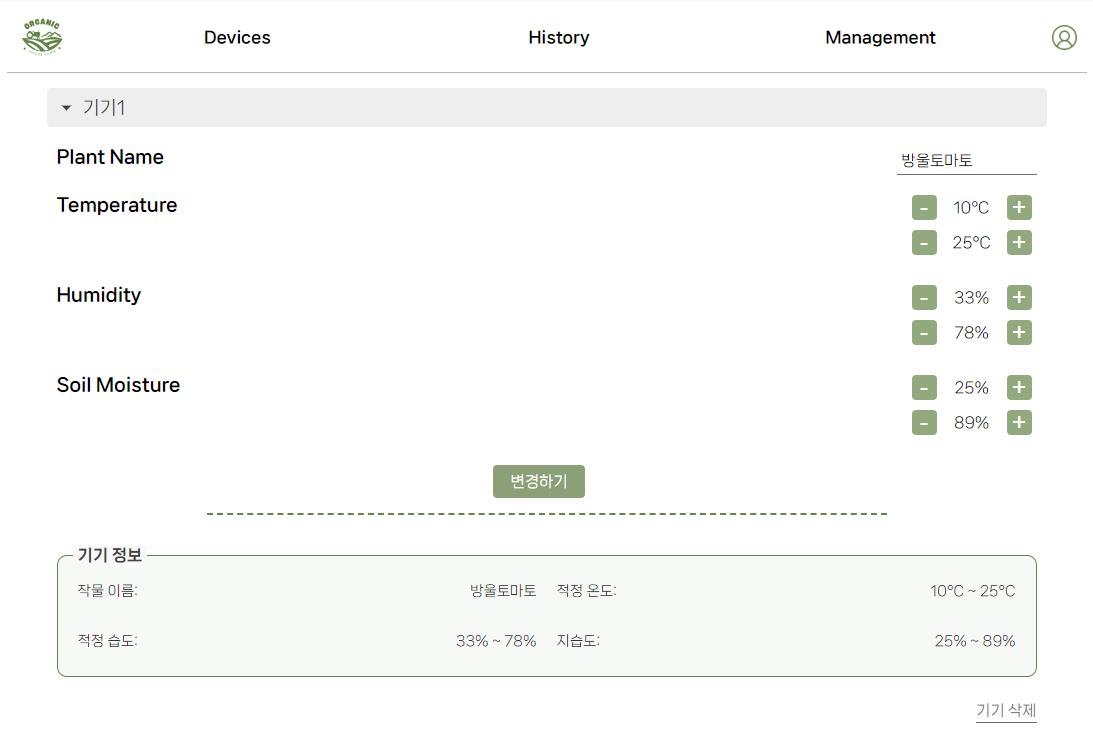 ORGANIC
Devices History Management
기기1
Plant Name 방울토마토
Temperature - 10°C +
- 25°C +
Humidity - 33% +
- 78% +
Soil Moisture - 25% +
- 89% +
변경하기
기기 정보
작물 이름: 방울토마토 적정 온도: 10°C ~ 25°C
적정 습도: 33% ~ 78% 지습도: 25% ~ 89%
기기 삭제